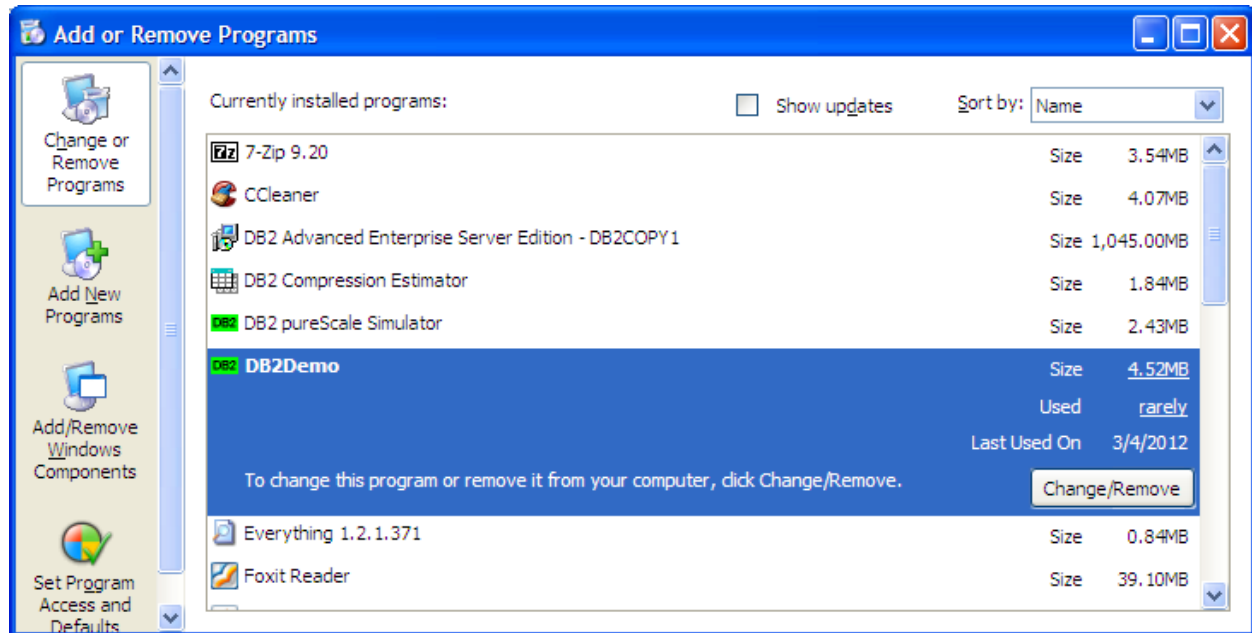 Add or Remove Programs
Change or
Remove
Programs
Add New
Programs
Add/Remove
Windows
Components
Set Program
Access and
Defaults
Currently installed programs:
Show updates
Sort by: Name
7-Zip 9.20 Size 3.54MB
CCleaner Size 4.07MB
DB2 Advanced Enterprise Server Edition - DB2COPY1 Size 1,045.00MB
DB2 Compression Estimator Size 1.84MB
DB2 DB2 pureScale Simulator Size 2.43MB
DB2 DB2Demo Size 4.52MB
Used rarely
Last Used On 3/4/2012
To change this program or remove it from your computer, click Change/Remove. Change/Remove
Everything 1.2.1.371 Size 0.84MB
Foxit Reader Size 39.10MB